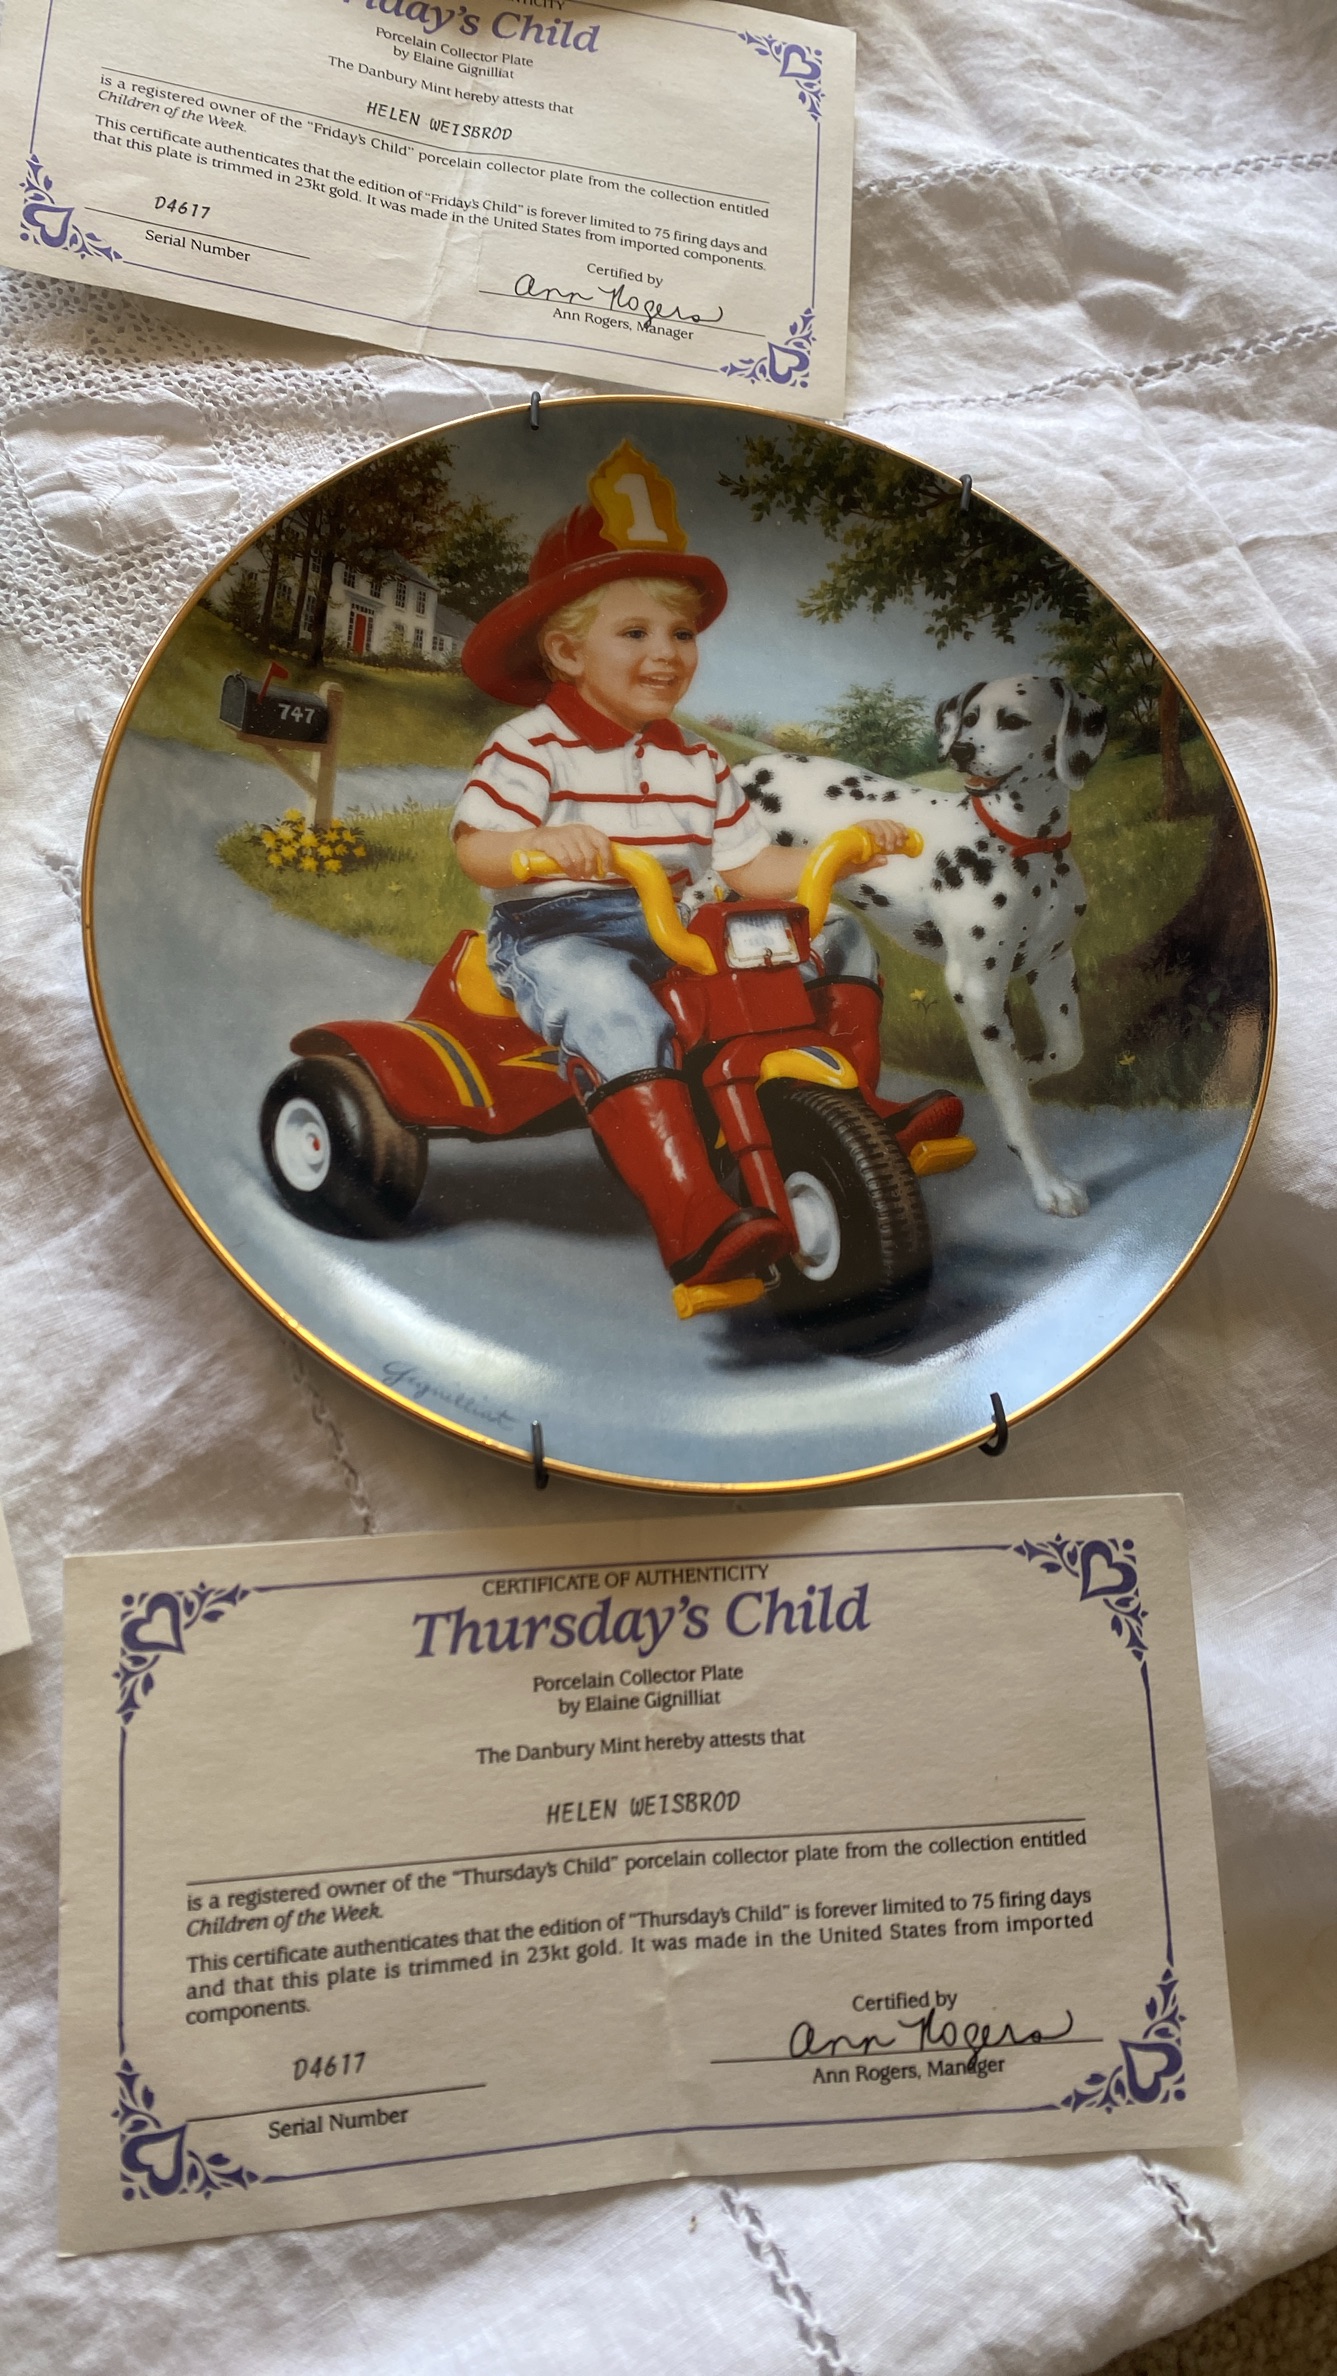 Child
Porcelain Collector Plate
by Elaine Gignilliat
The Danbury Mint hereby attests that
HELEN WEISBROD
is a registered owner of the "Friday's Child" porcelain collector plate from the collection entitled
Children of the Week.
This certificate authenticates that the edition of "Friday's Child" is forever limited to 75 firing days and
that this plate is trimmed in 23kt gold. It was made in the United States from imported components.
D4617
Serial Number
Certified by
Ann Rogers
Ann Rogers, Manager
1
747
Gignilliat
CERTIFICATE OF AUTHENTICITY
Thursday's Child
Porcelain Collector Plate
by Elaine Gignilliat
The Danbury Mint hereby attests that
HELEN WEISBROD
is a registered owner of the "Thursday's Child" porcelain collector plate from the collection entitled
Children of the Week.
This certificate authenticates that the edition of "Thursday's Child" is forever limited to 75 firing days
and that this plate is trimmed in 23kt gold. It was made in the United States from imported
components.
D4617
Serial Number
Certified by
Ann Rogers
Ann Rogers, Manager